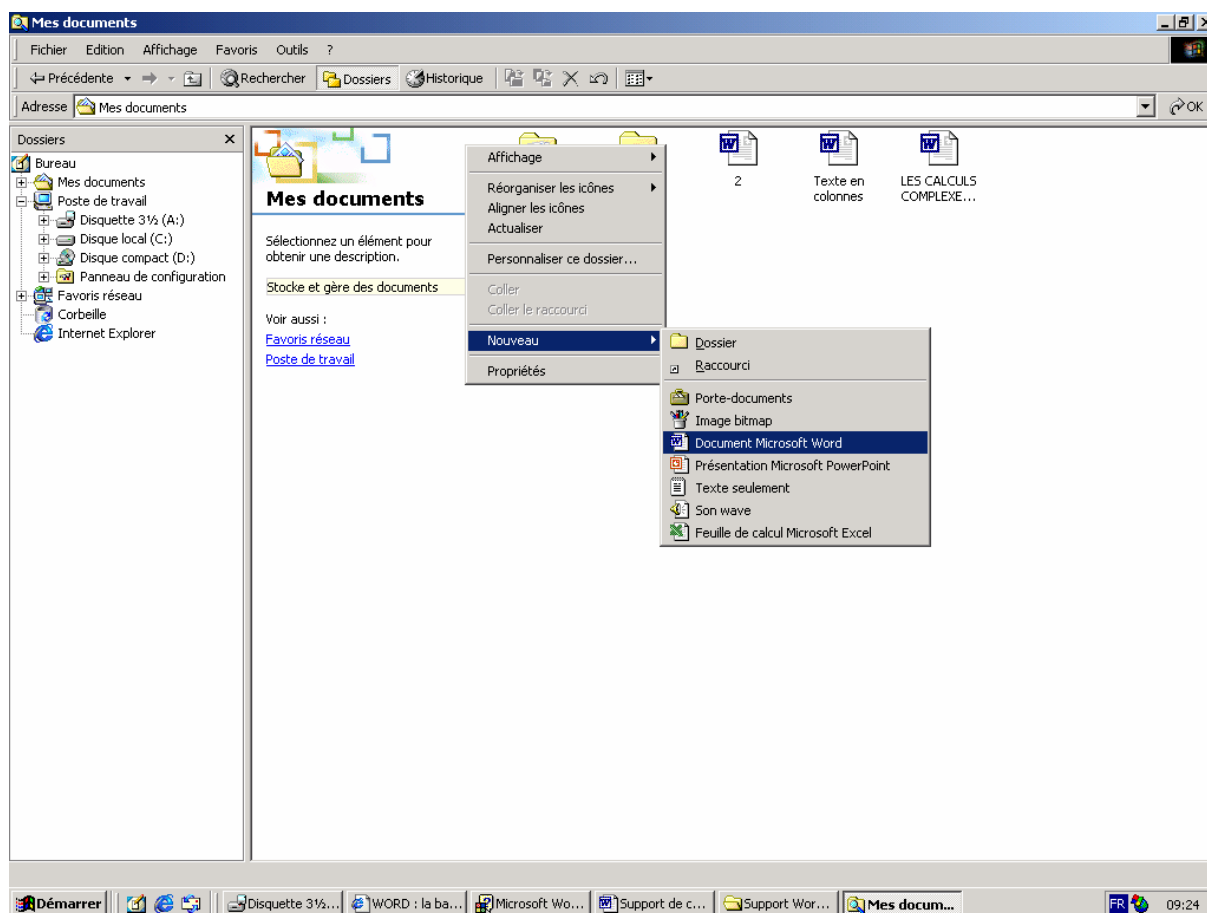 Mes documents
Fichier Edition Affichage Favoris Outils ?
Précédente Rechercher Dossiers Historique
Adresse Mes documents OK
Dossiers
Bureau
Mes documents
Poste de travail
Disquette 3½ (A:)
Disque local (C:)
Disque compact (D:)
Panneau de configuration
Favoris réseau
Corbeille
Internet Explorer
Mes documents
Sélectionnez un élément pour
obtenir une description.
Stocke et gère des documents
Voir aussi :
Favoris réseau
Poste de travail
2
Texte en
colonnes
LES CALCULS
COMPLEXE...
Affichage
Réorganiser les icônes
Aligner les icônes
Actualiser
Personnaliser ce dossier...
Coller
Coller le raccourci
Nouveau
Propriétés
Dossier
Raccourci
Porte-documents
Image bitmap
Document Microsoft Word
Présentation Microsoft PowerPoint
Texte seulement
Son wave
Feuille de calcul Microsoft Excel
Démarrer Disquette 3½... WORD : la ba... Microsoft Wo... Support de c... Support Wor... Mes docum... FR 09:24